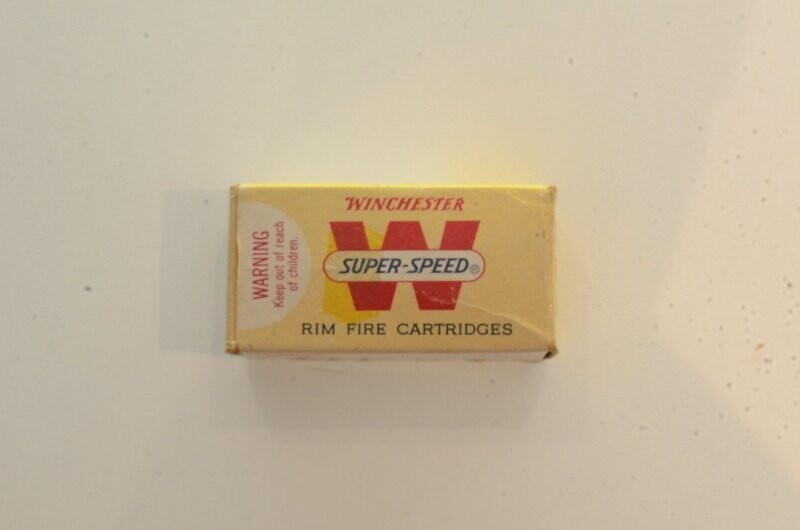 WINCHESTER
W
SUPER-SPEED®
RIM FIRE CARTRIDGES
WARNING
Keep out of reach
of children.